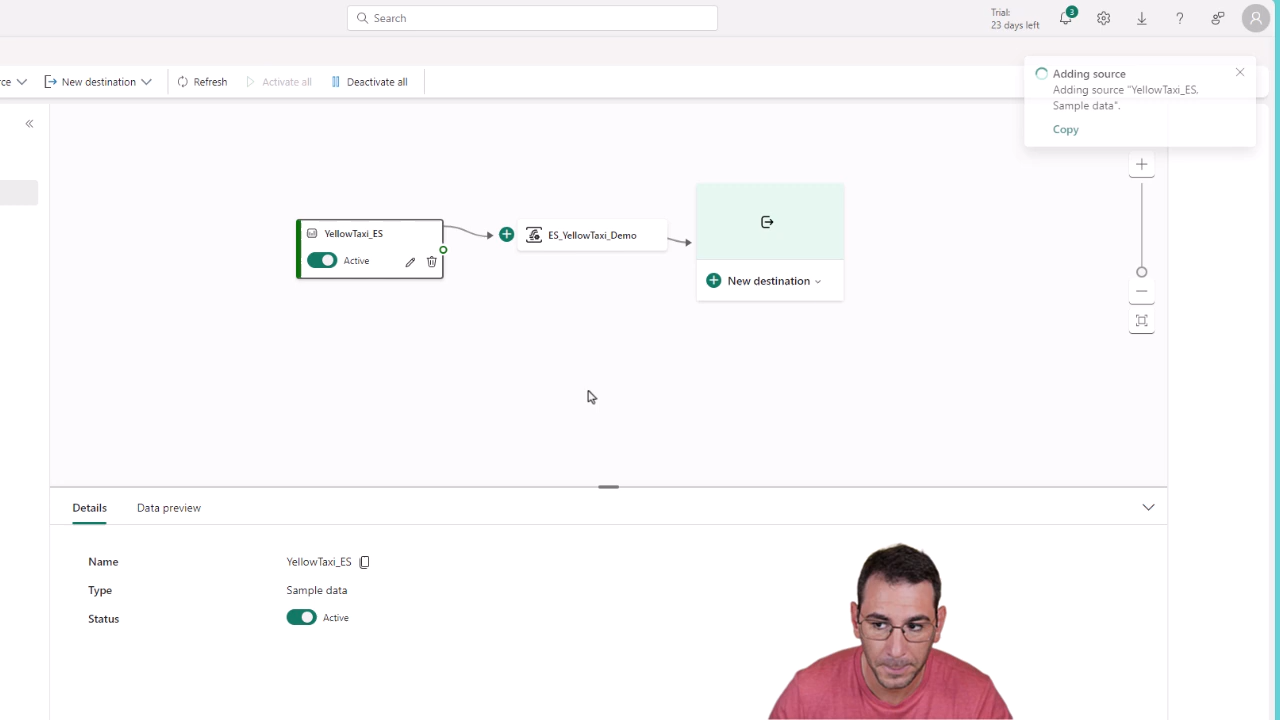 Search
Trial:
23 days left
3
rce
New destination
Refresh
Activate all
Deactivate all
Adding source
Adding source "YellowTaxi_ES,
Sample data".
Copy
YellowTaxi_ES
Active
ES_YellowTaxi_Demo
New destination
Details
Data preview
Name
YellowTaxi_ES
Type
Sample data
Status
Active